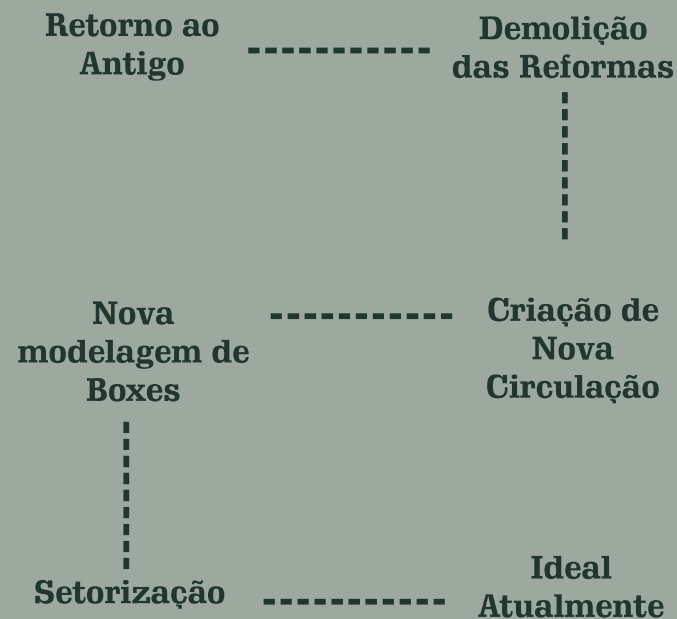 Retorno ao
Antigo
Demolição
das Reformas
Criação de
Nova
Circulação
Nova
modelagem de
Boxes
Setorização
Ideal
Atualmente